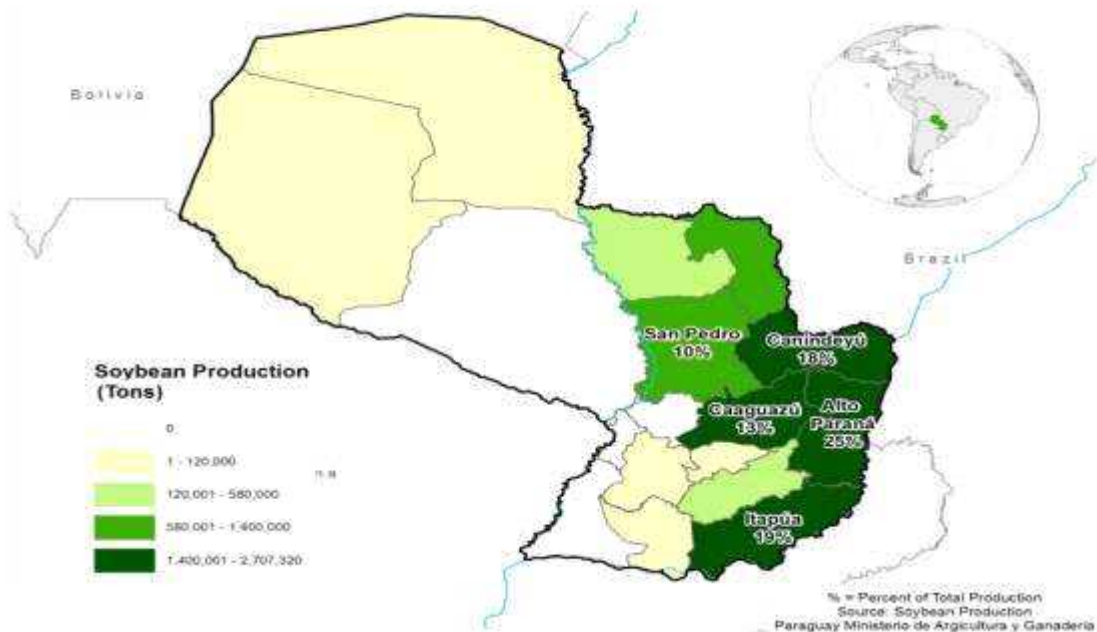 Bolivia
Brazil
San Pedro
10%
Canindeyú
18%
Caaguazú
13%
Alto
Paraná
25%
Itapúa
19%
Soybean Production
(Tons)
0
1 - 120,000
120,001 - 580,000
580,001 - 1,400,000
1,400,001 - 2,707,320
n a
% = Percent of Total Production
Source: Soybean Production
Paraguay Ministerio de Argicultura y Ganadería